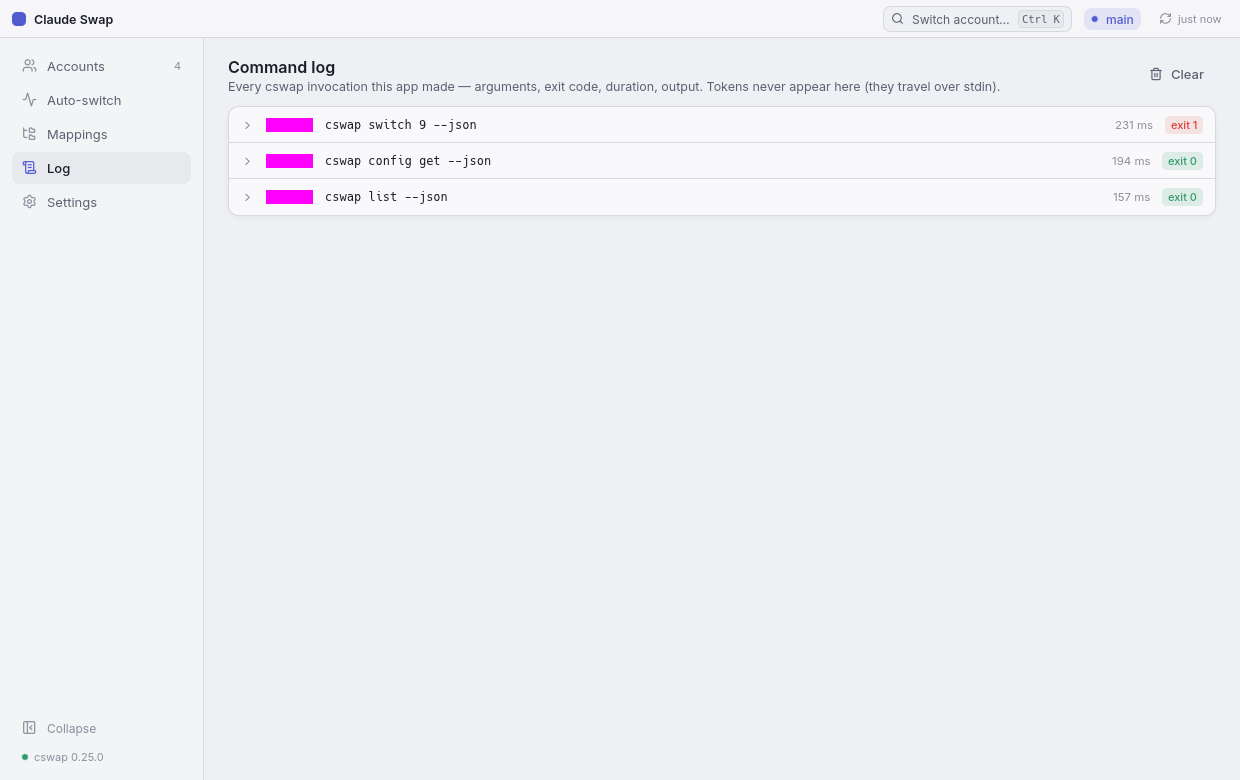 Claude Swap
Switch account... Ctrl K
main
just now
Accounts 4
Auto-switch
Mappings
Log
Settings
Command log
Every cswap invocation this app made — arguments, exit code, duration, output. Tokens never appear here (they travel over stdin).
Clear
cswap switch 9 --json 231 ms exit 1
cswap config get --json 194 ms exit 0
cswap list --json 157 ms exit 0
Collapse
cswap 0.25.0